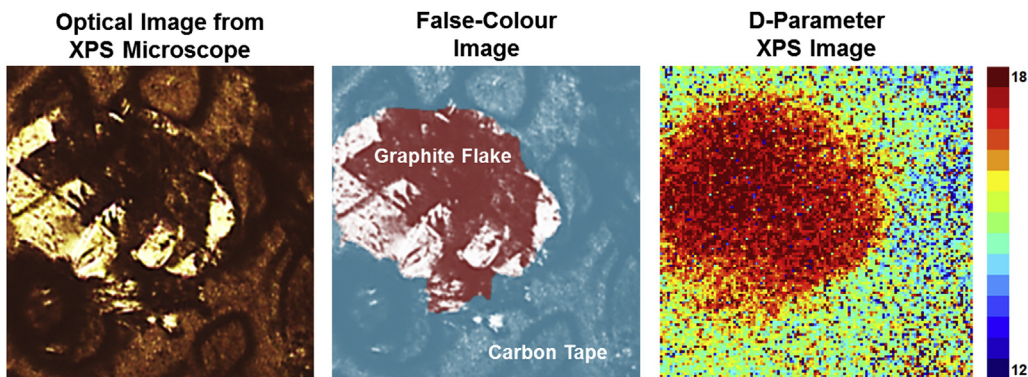 Optical Image from
XPS Microscope
False-Colour
Image
D-Parameter
XPS Image
18
Graphite Flake
Carbon Tape
12